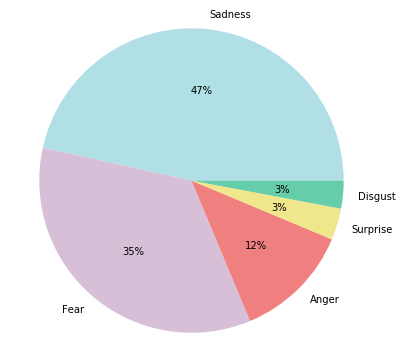 Sadness
47%
3%
Disgust
3%
Surprise
12%
35%
Anger
Fear